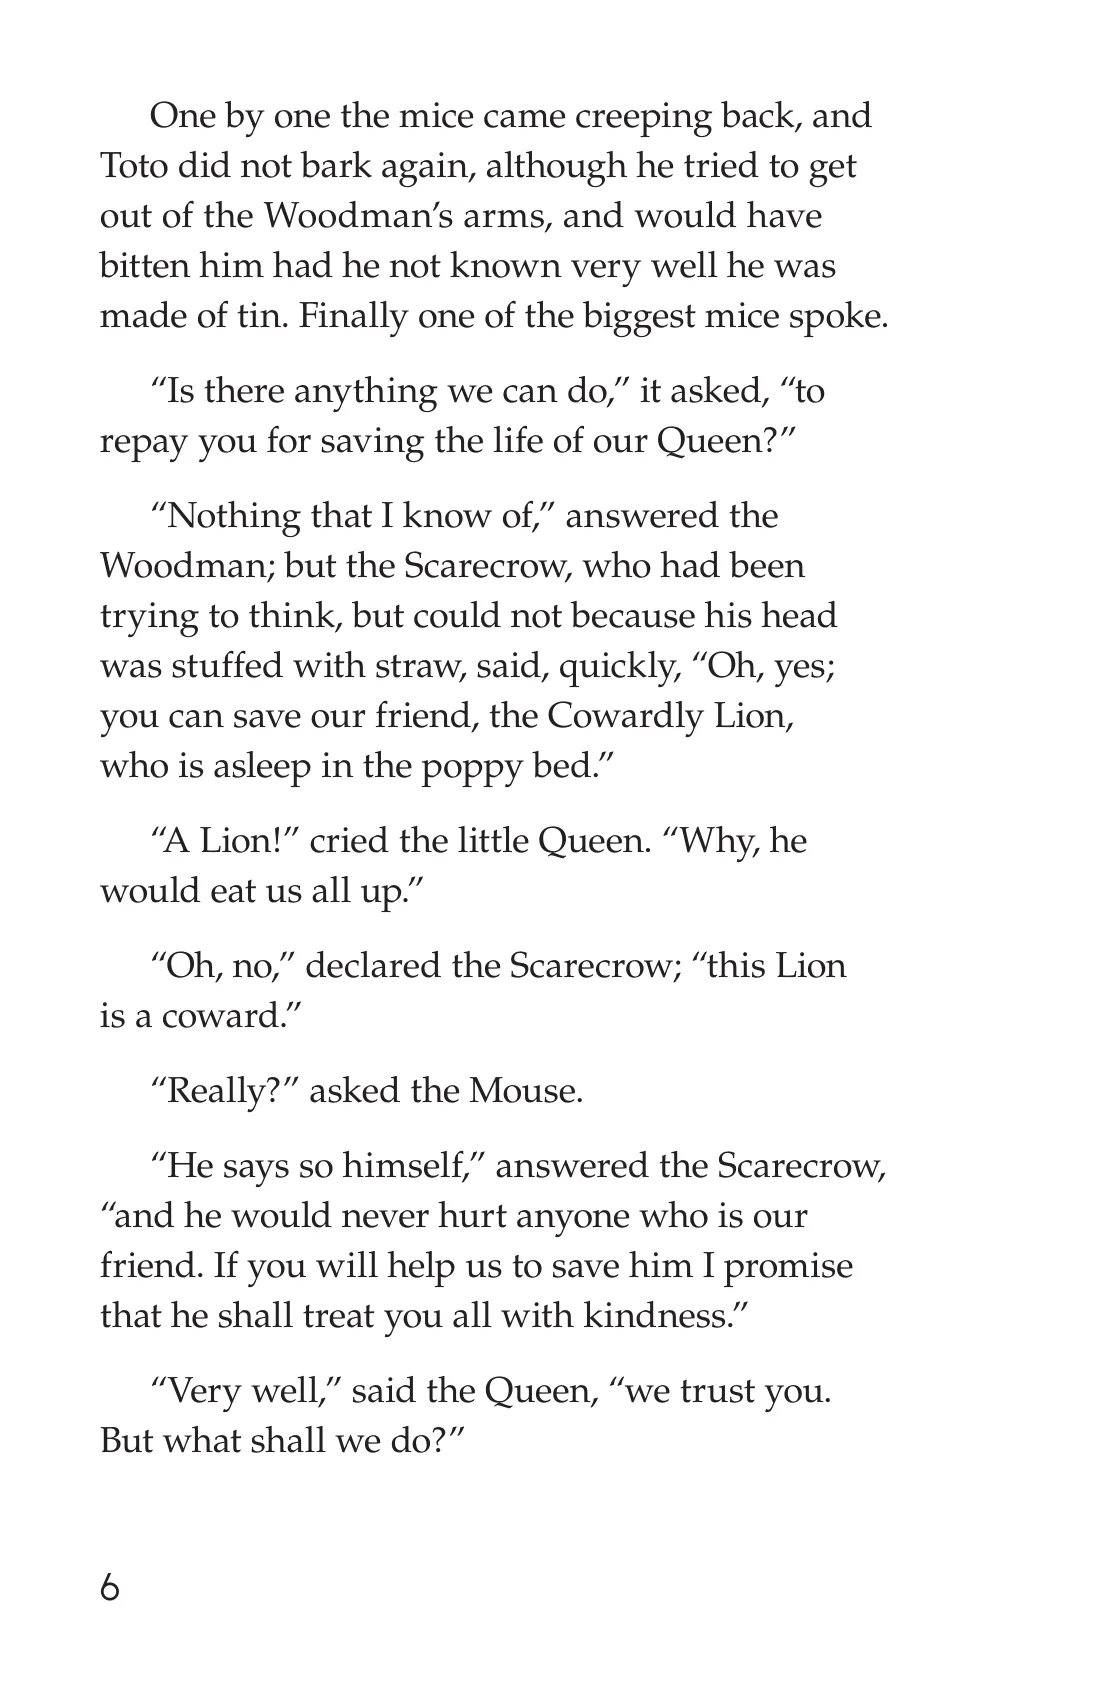 One by one the mice came creeping back, and
Toto did not bark again, although he tried to get
out of the Woodman’s arms, and would have
bitten him had he not known very well he was
made of tin. Finally one of the biggest mice spoke.
“Is there anything we can do,” it asked, “to
repay you for saving the life of our Queen?”
“Nothing that I know of,” answered the
Woodman; but the Scarecrow, who had been
trying to think, but could not because his head
was stuffed with straw, said, quickly, “Oh, yes;
you can save our friend, the Cowardly Lion,
who is asleep in the poppy bed.”
“A Lion!” cried the little Queen. “Why, he
would eat us all up.”
“Oh, no,” declared the Scarecrow; “this Lion
is a coward.”
“Really?” asked the Mouse.
“He says so himself,” answered the Scarecrow,
“and he would never hurt anyone who is our
friend. If you will help us to save him I promise
that he shall treat you all with kindness.”
“Very well,” said the Queen, “we trust you.
But what shall we do?”
6